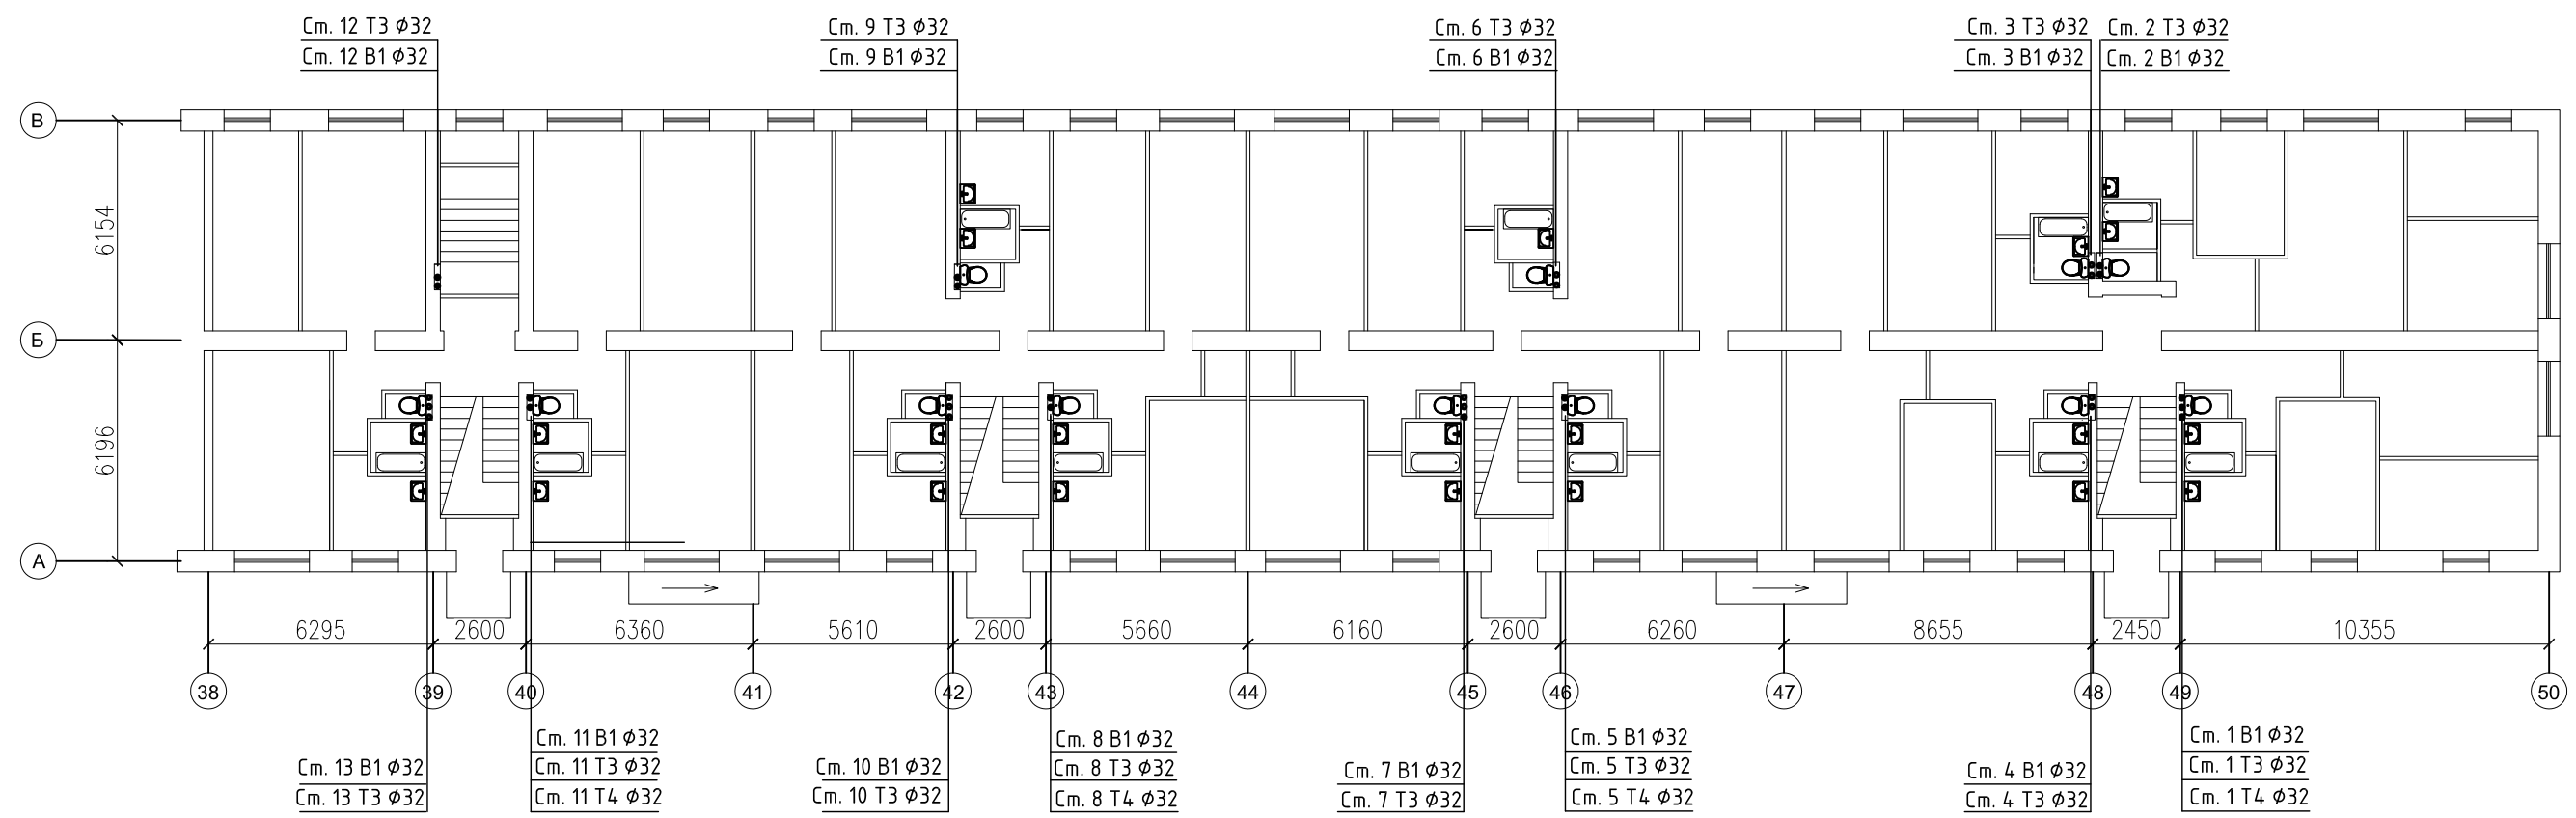 Ст. 12 Т3 Ф32
Ст. 12 В1 Ф32
Ст. 9 Т3 Ф32
Ст. 9 В1 Ф32
Ст. 6 Т3 Ф32
Ст. 6 В1 Ф32
Ст. 3 Т3 Ф32
Ст. 3 В1 Ф32
Ст. 2 Т3 Ф32
Ст. 2 В1 Ф32
В
6154
Б
6196
А
6295
2600
6360
5610
2600
5660
6160
2600
6260
8655
2450
10355
38
39
40
41
42
43
44
45
46
47
48
49
50
Ст. 13 В1 Ф32
Ст. 13 Т3 Ф32
Ст. 11 В1 Ф32
Ст. 11 Т3 Ф32
Ст. 11 Т4 Ф32
Ст. 10 В1 Ф32
Ст. 10 Т3 Ф32
Ст. 8 В1 Ф32
Ст. 8 Т3 Ф32
Ст. 8 Т4 Ф32
Ст. 7 В1 Ф32
Ст. 7 Т3 Ф32
Ст. 5 В1 Ф32
Ст. 5 Т3 Ф32
Ст. 5 Т4 Ф32
Ст. 4 В1 Ф32
Ст. 4 Т3 Ф32
Ст. 1 В1 Ф32
Ст. 1 Т3 Ф32
Ст. 1 Т4 Ф32